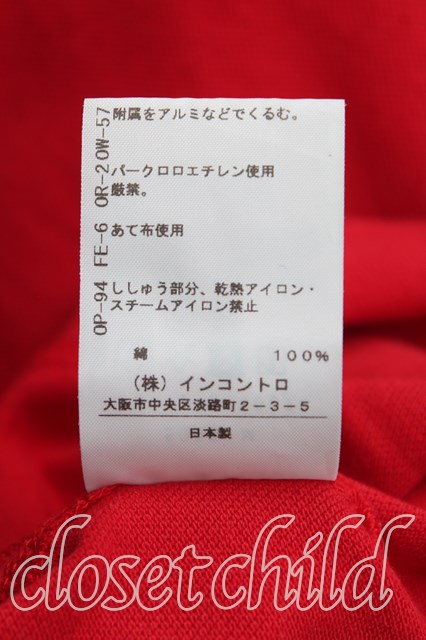 附属をアルミなどでくるむ。
パークロロエチレン使用
厳禁。
あて布使用
ししゅう部分、乾熱アイロン・
スチームアイロン禁止
綿 100%
(株) インコントロ
大阪市中央区淡路町2-3-5
日本製
OP-94 FE-6 OR-20W-57
closet child